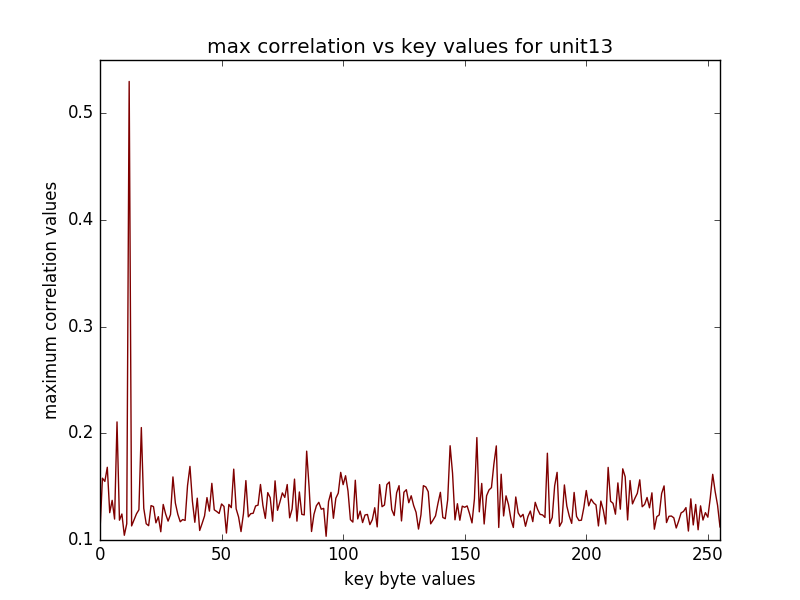 max correlation vs key values for unit13
maximum correlation values
0.5
0.4
0.3
0.2
0.1
0 50 100 150 200 250
key byte values